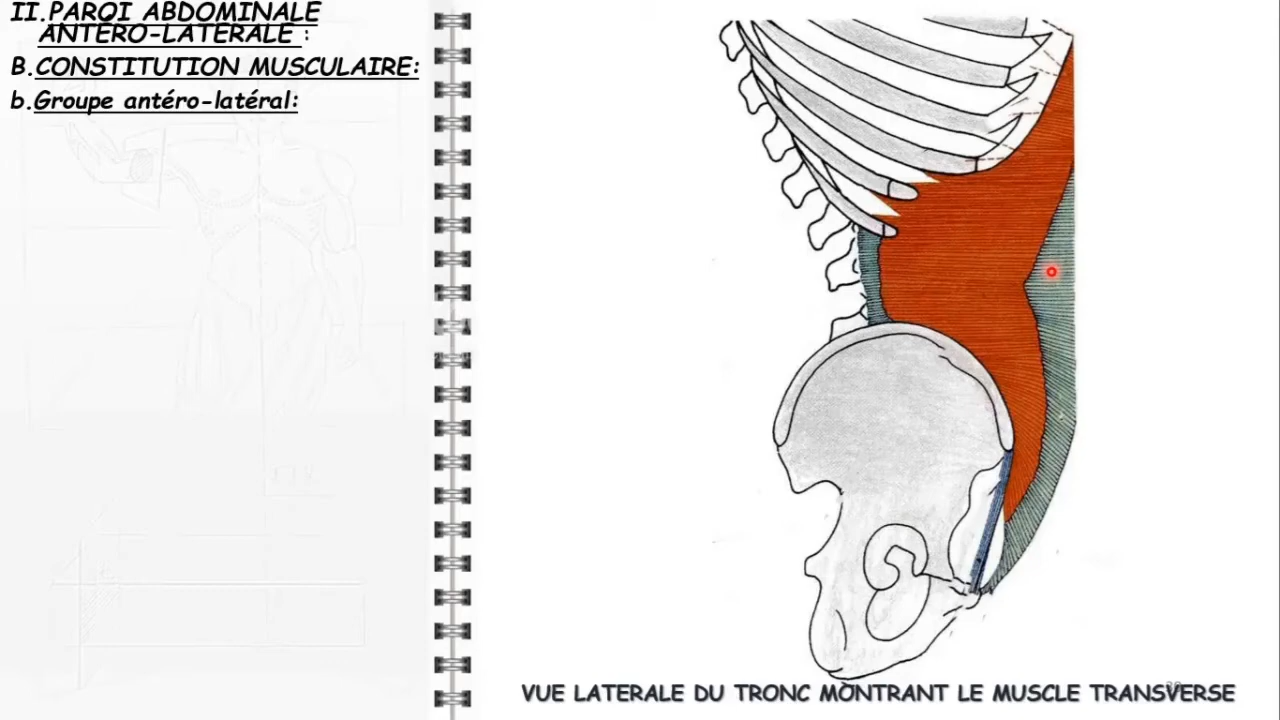 II.PAROI ABDOMINALE
ANTÉRO-LATÉRALE :
B.CONSTITUTION MUSCULAIRE:
b.Groupe antéro-latéral:
VUE LATERALE DU TRONC MONTRANT LE MUSCLE TRANSVERSE